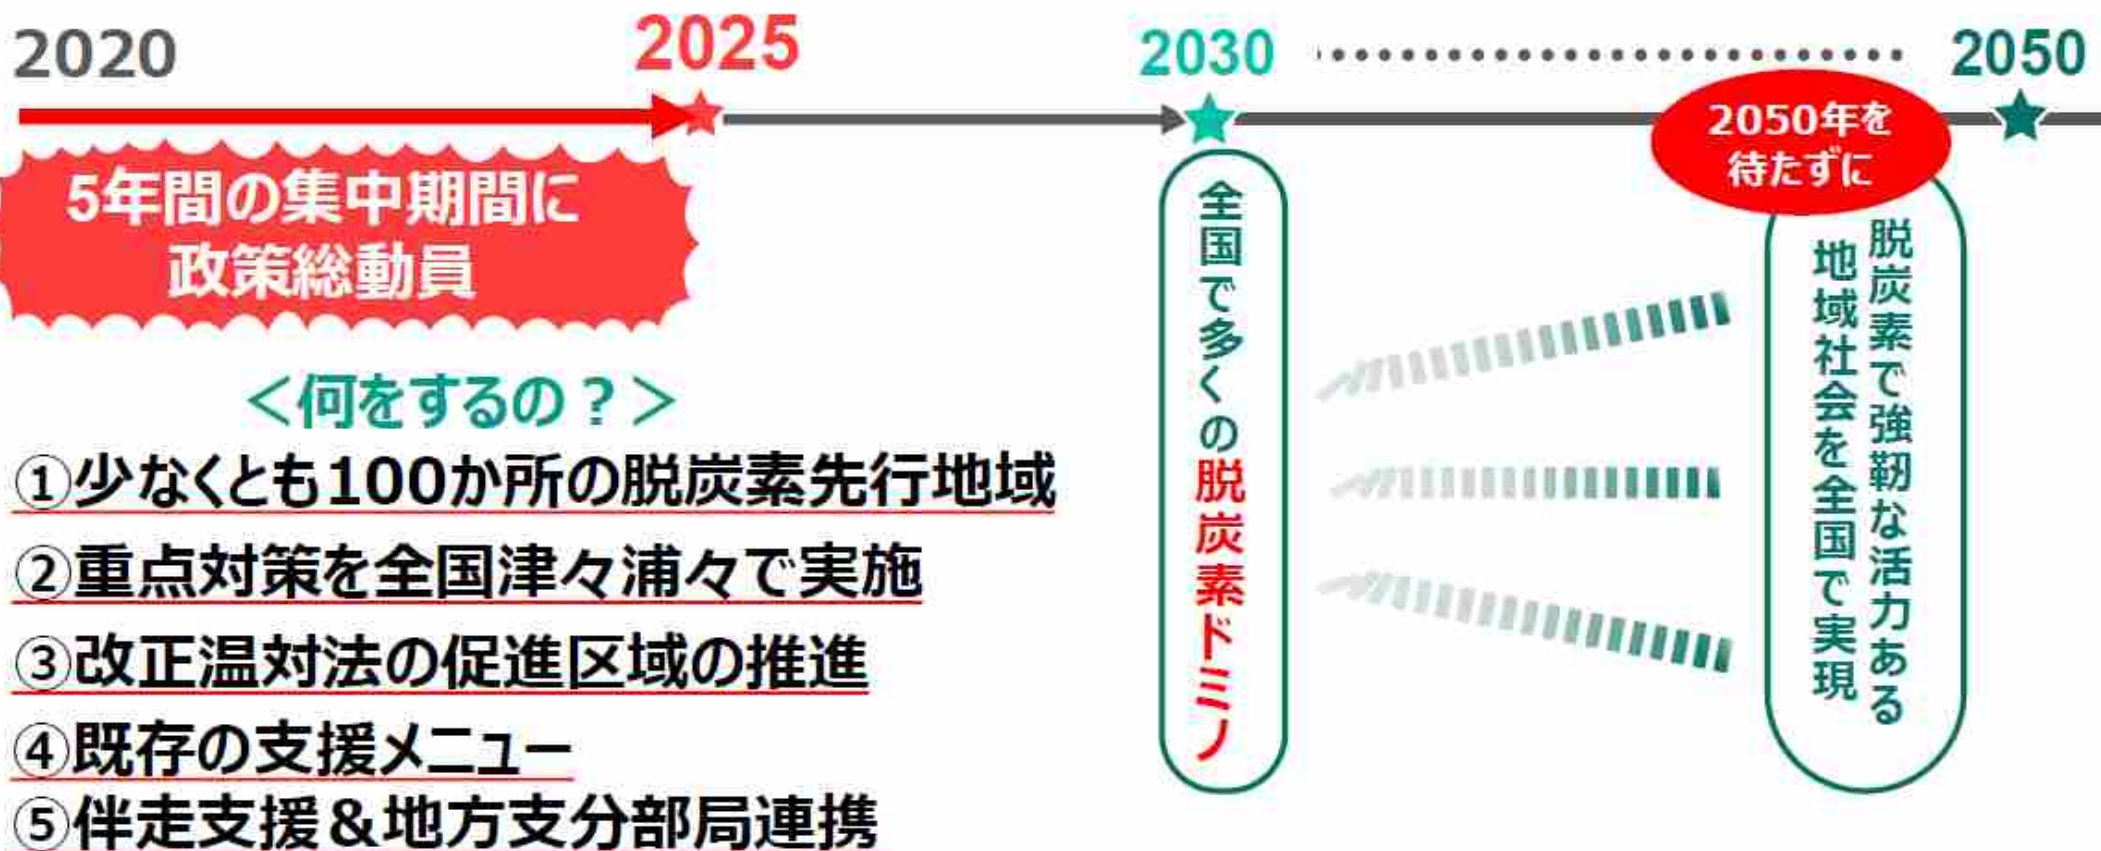 2020
2025
2030
2050
5年間の集中期間に
政策総動員
<何をするの？>
①少なくとも100か所の脱炭素先行地域
②重点対策を全国津々浦々で実施
③改正温対法の促進区域の推進
④既存の支援メニュー
⑤伴走支援＆地方支分部局連携
全国で多くの脱炭素ドミノ
2050年を
待たずに
脱炭素で強靭な活力ある
地域社会を全国で実現